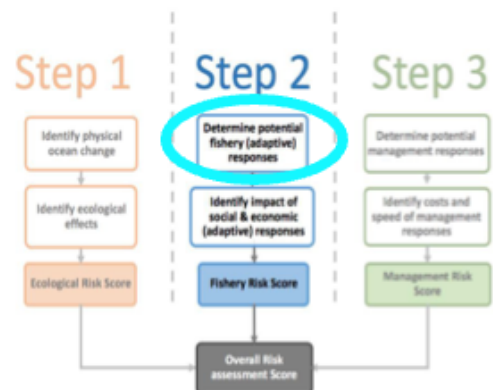 Step 1
Identify physical
ocean change
Identify ecological
effects
Ecological Risk Score
Step 2
Determine potential
fishery (adaptive)
responses
Identify impact of
social & economic
(adaptive) responses
Fishery Risk Score
Step 3
Determine potential
management responses
Identify costs and
speed of management
responses
Management Risk
Score
Overall Risk
assessment Score